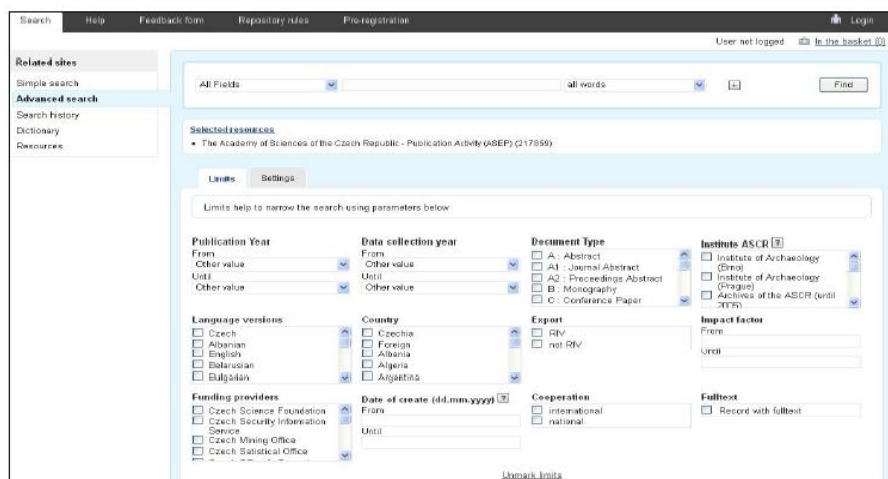 Search Help Feedback form Repository rules Pre-registration Login
User not logged In the basket (0)
Related sites
Simple search
Advanced search
Search history
Dictionary
Resources
All Fields all words Find
Selected resources
The Academy of Sciences of the Czech Republic - Publication Activity (ASEP) (217859)
Limits Settings
Limits help to narrow the search using parameters below
Publication Year
From
Other value
Until
Other value
Data collection year
From
Other value
Until
Other value
Document Type
A : Abstract
A1 : Journal Abstract
A2 : Proceedings Abstract
B : Monography
C : Conference Paper
Institute ASCR ?
Institute of Archaeology
(Brno)
Institute of Archaeology
(Prague)
Archives of the ASCR (until
2005)
Language versions
Czech
Albanian
English
Belarusian
Bulgarian
Country
Czechia
Foreign
Albania
Algeria
Argentina
Export
RIV
not RIV
Impact factor
From
Until
Funding providers
Czech Science Foundation
Czech Security Information
Service
Czech Mining Office
Czech Satistical Office
Date of create (dd.mm.yyyy) ?
From
Until
Cooperation
international
national
Fulltext
Record with fulltext
Unmark limits